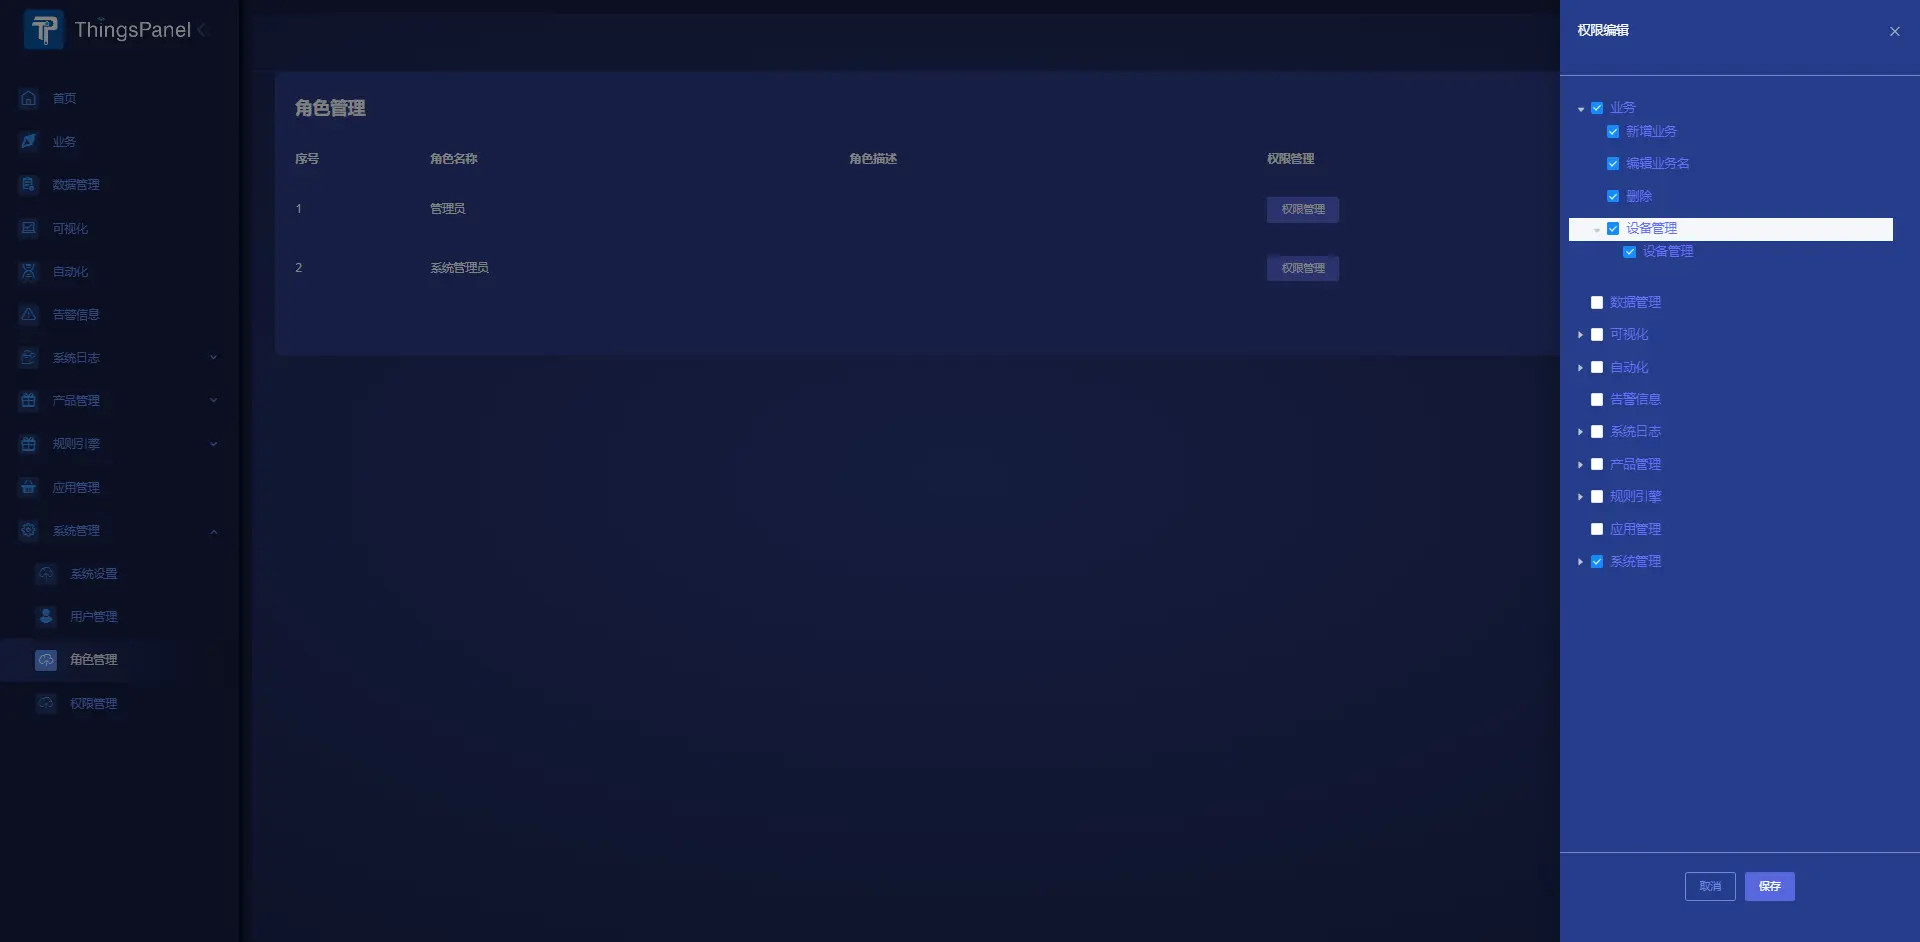 ThingsPanel
首页
业务
数据管理
可视化
自动化
告警信息
系统日志
产品管理
规则引擎
应用管理
系统管理
系统设置
用户管理
角色管理
权限管理
角色管理
序号 角色名称 角色描述 权限管理
1 管理员 权限管理
2 系统管理员 权限管理
权限编辑
业务
新增业务
编辑业务名
删除
设备管理
设备管理
数据管理
可视化
自动化
告警信息
系统日志
产品管理
规则引擎
应用管理
系统管理
取消 保存